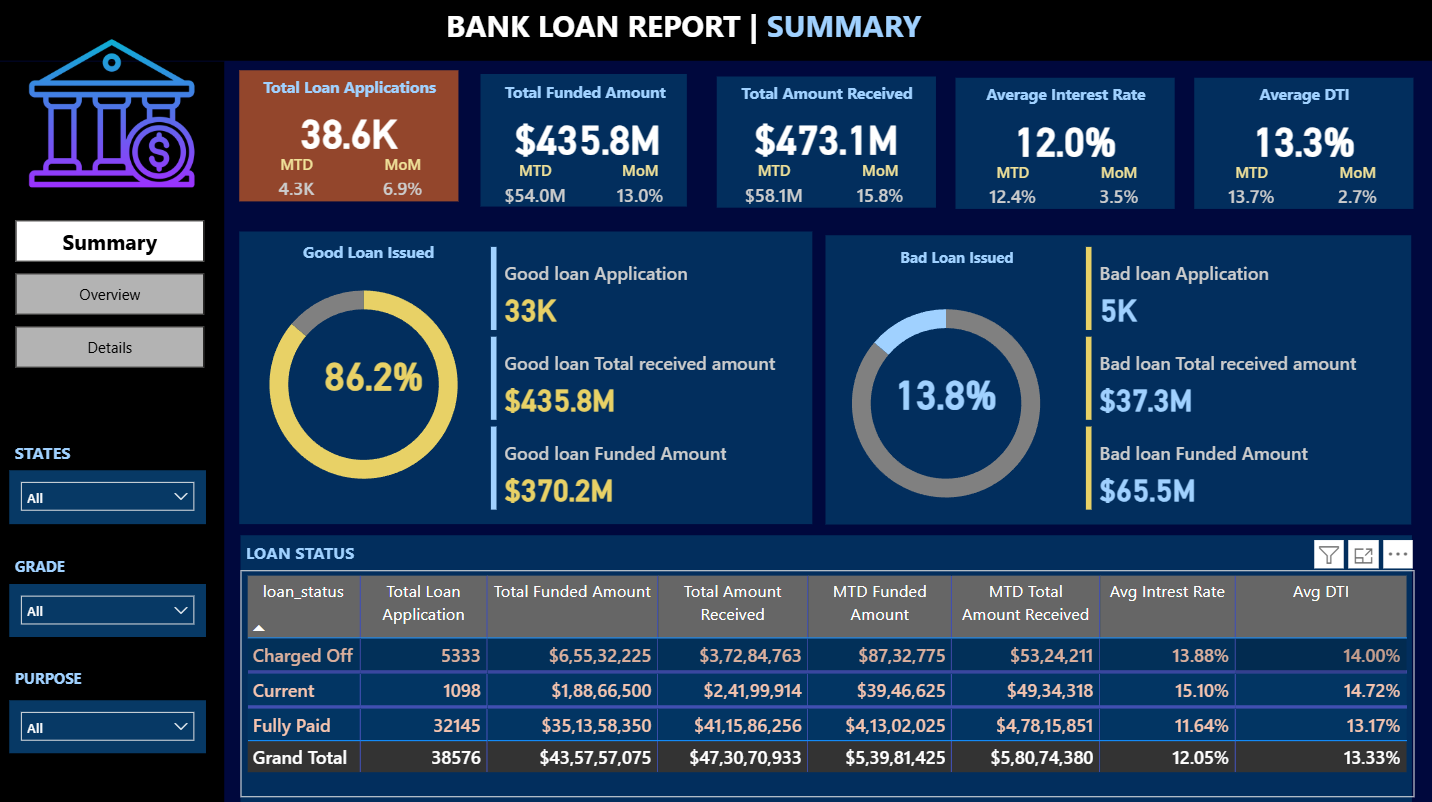 BANK LOAN REPORT | SUMMARY
$
Summary
Overview
Details
STATES
All
GRADE
All
PURPOSE
All
Total Loan Applications
38.6K
MTD MoM
4.3K 6.9%
Total Funded Amount
$435.8M
MTD MoM
$54.0M 13.0%
Total Amount Received
$473.1M
MTD MoM
$58.1M 15.8%
Average Interest Rate
12.0%
MTD MoM
12.4% 3.5%
Average DTI
13.3%
MTD MoM
13.7% 2.7%
Good Loan Issued
86.2%
Good loan Application
33K
Good loan Total received amount
$435.8M
Good loan Funded Amount
$370.2M
Bad Loan Issued
13.8%
Bad loan Application
5K
Bad loan Total received amount
$37.3M
Bad loan Funded Amount
$65.5M
LOAN STATUS
loan_status Total Loan Application Total Funded Amount Total Amount Received MTD Funded Amount MTD Total Amount Received Avg Intrest Rate Avg DTI
Charged Off 5333 $6,55,32,225 $3,72,84,763 $87,32,775 $53,24,211 13.88% 14.00%
Current 1098 $1,88,66,500 $2,41,99,914 $39,46,625 $49,34,318 15.10% 14.72%
Fully Paid 32145 $35,13,58,350 $41,15,86,256 $4,13,02,025 $4,78,15,851 11.64% 13.17%
Grand Total 38576 $43,57,57,075 $47,30,70,933 $5,39,81,425 $5,80,74,380 12.05% 13.33%